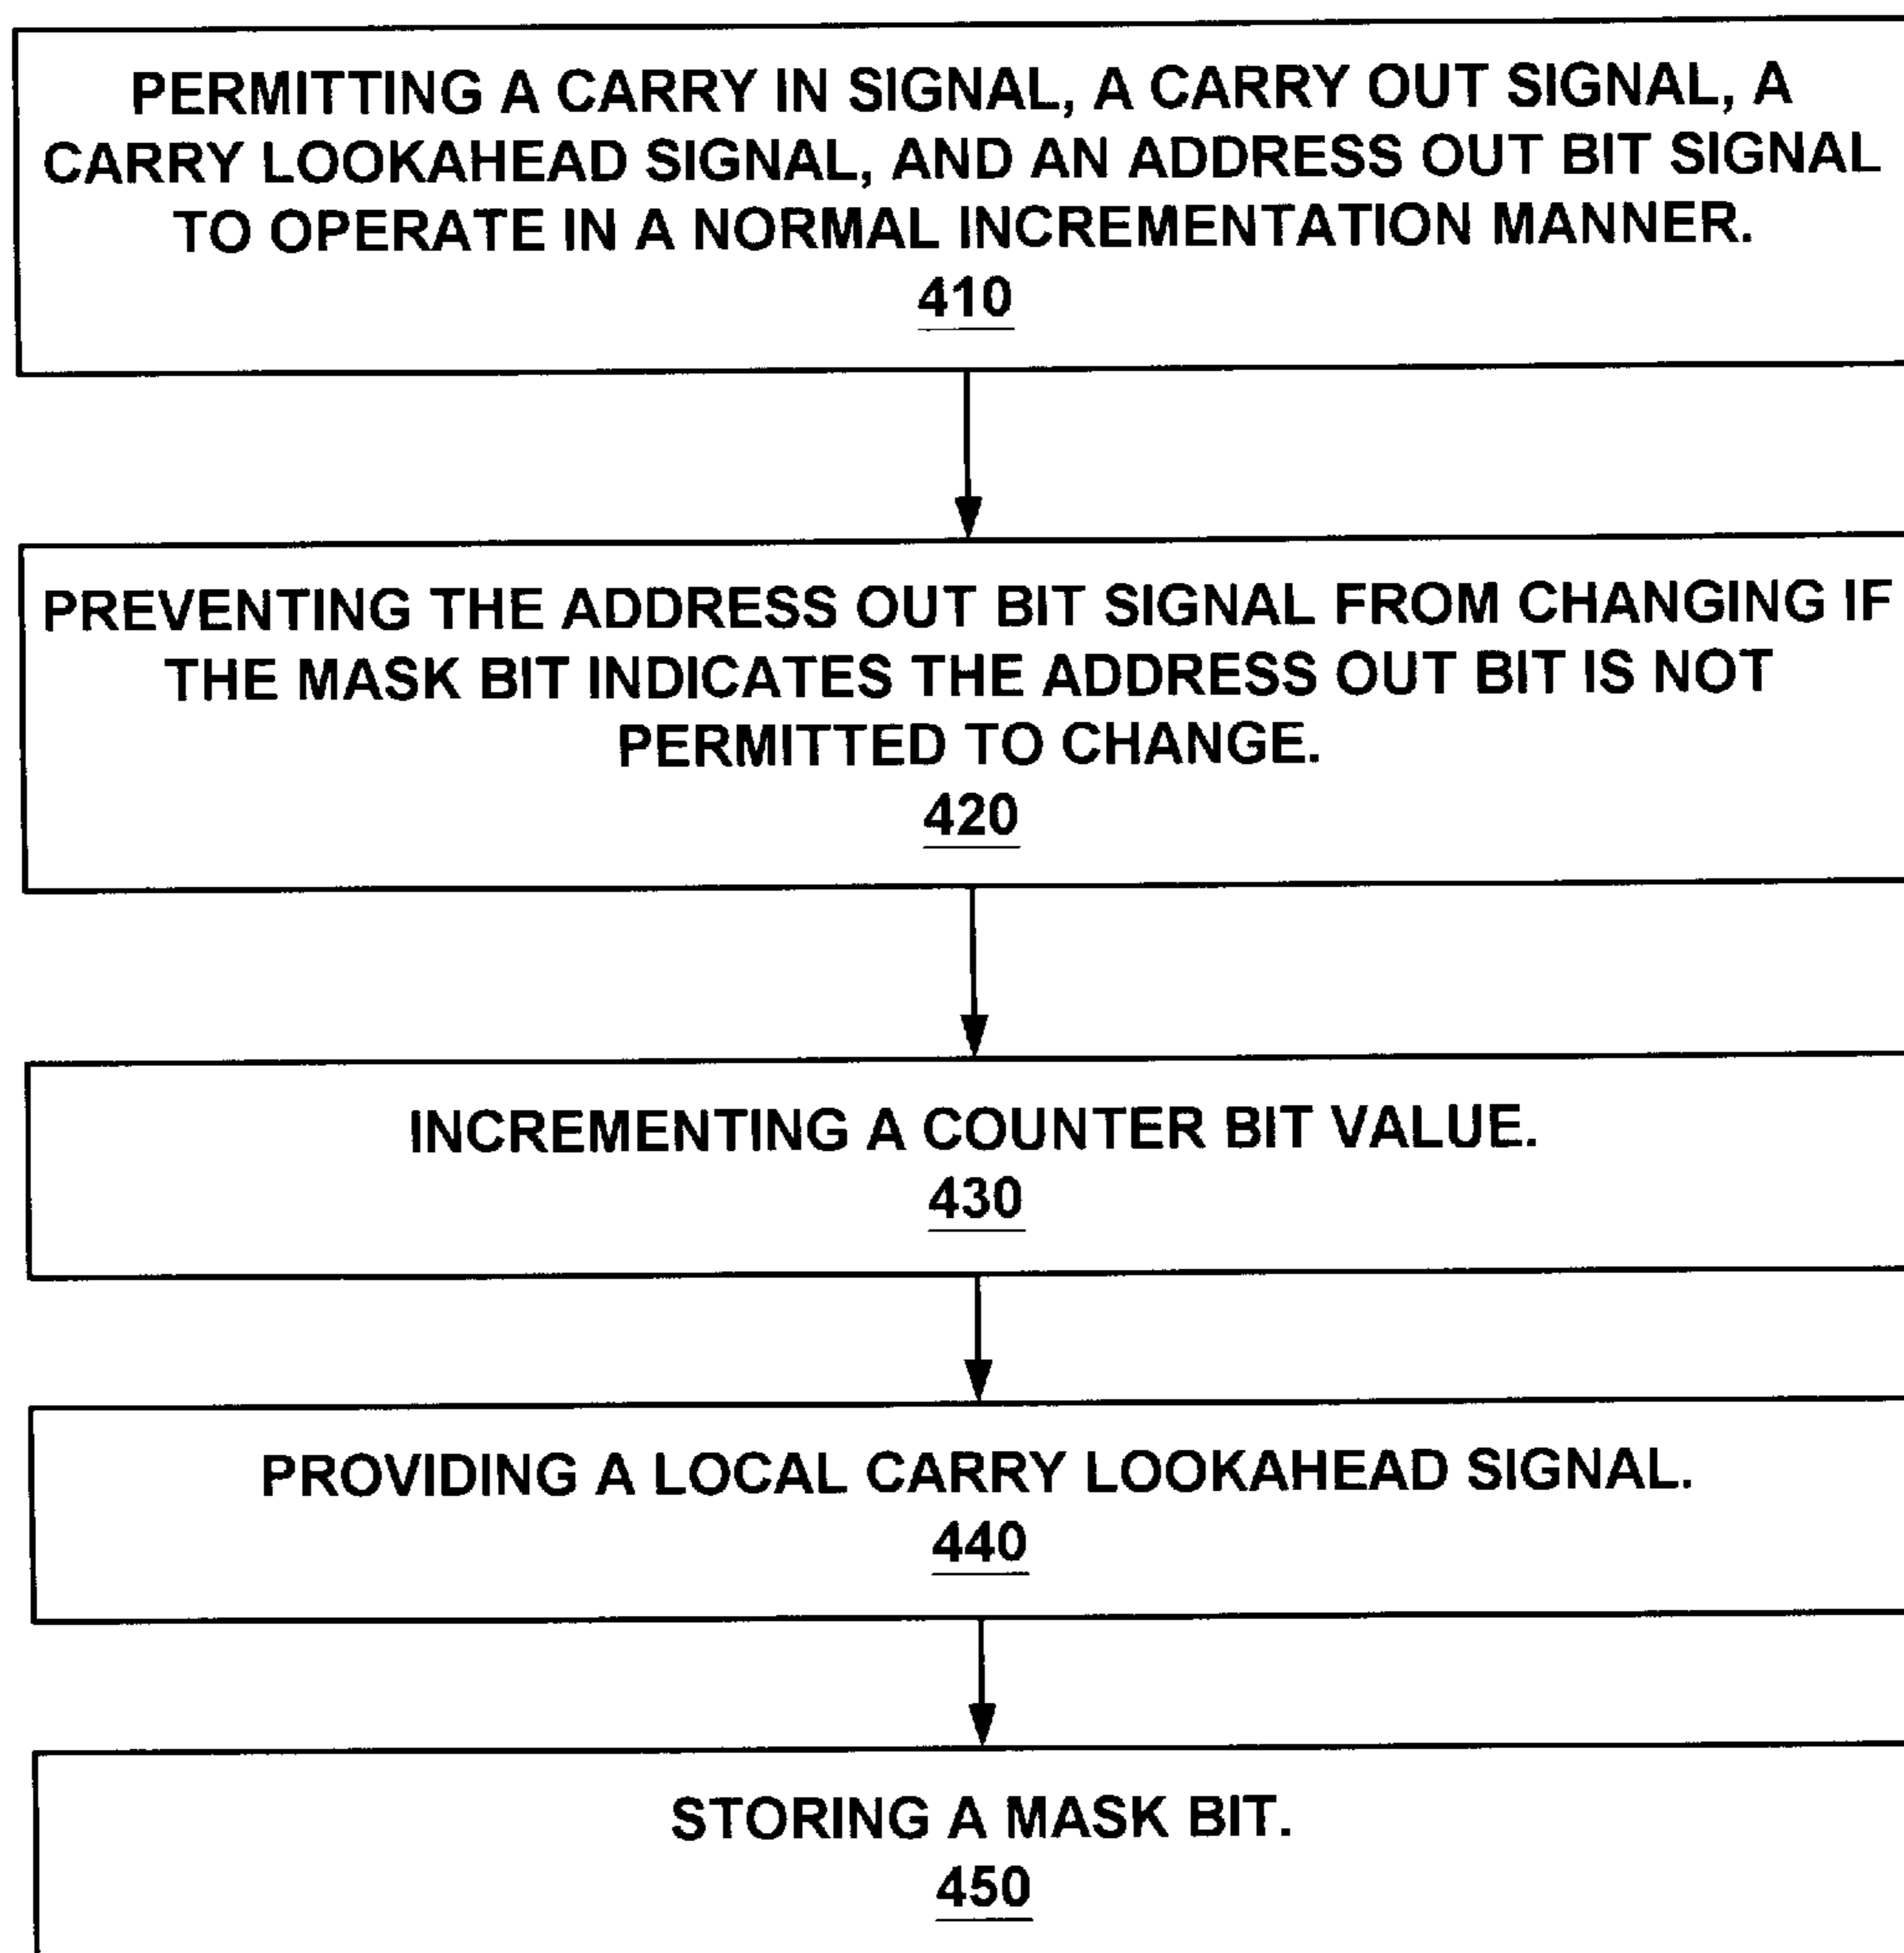 PERMITTING A CARRY IN SIGNAL, A CARRY OUT SIGNAL, A
CARRY LOOKAHEAD SIGNAL, AND AN ADDRESS OUT BIT SIGNAL
TO OPERATE IN A NORMAL INCREMENTATION MANNER.
410
PREVENTING THE ADDRESS OUT BIT SIGNAL FROM CHANGING IF
THE MASK BIT INDICATES THE ADDRESS OUT BIT IS NOT
PERMITTED TO CHANGE.
420
INCREMENTING A COUNTER BIT VALUE.
430
PROVIDING A LOCAL CARRY LOOKAHEAD SIGNAL.
440
STORING A MASK BIT.
450